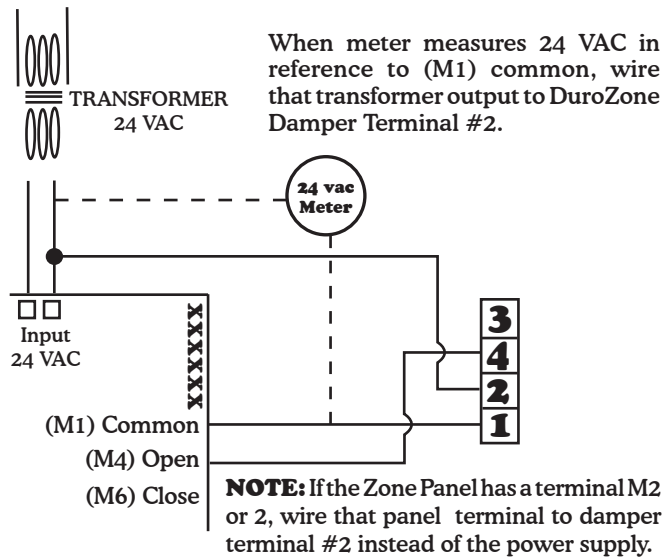 When meter measures 24 VAC in
reference to (M1) common, wire
that transformer output to DuroZone
Damper Terminal #2.
TRANSFORMER
24 VAC
24 vac
Meter
Input
24 VAC
XXXXXX
3
4
2
1
(M1) Common
(M4) Open
(M6) Close
NOTE: If the Zone Panel has a terminal M2
or 2, wire that panel terminal to damper
terminal #2 instead of the power supply.